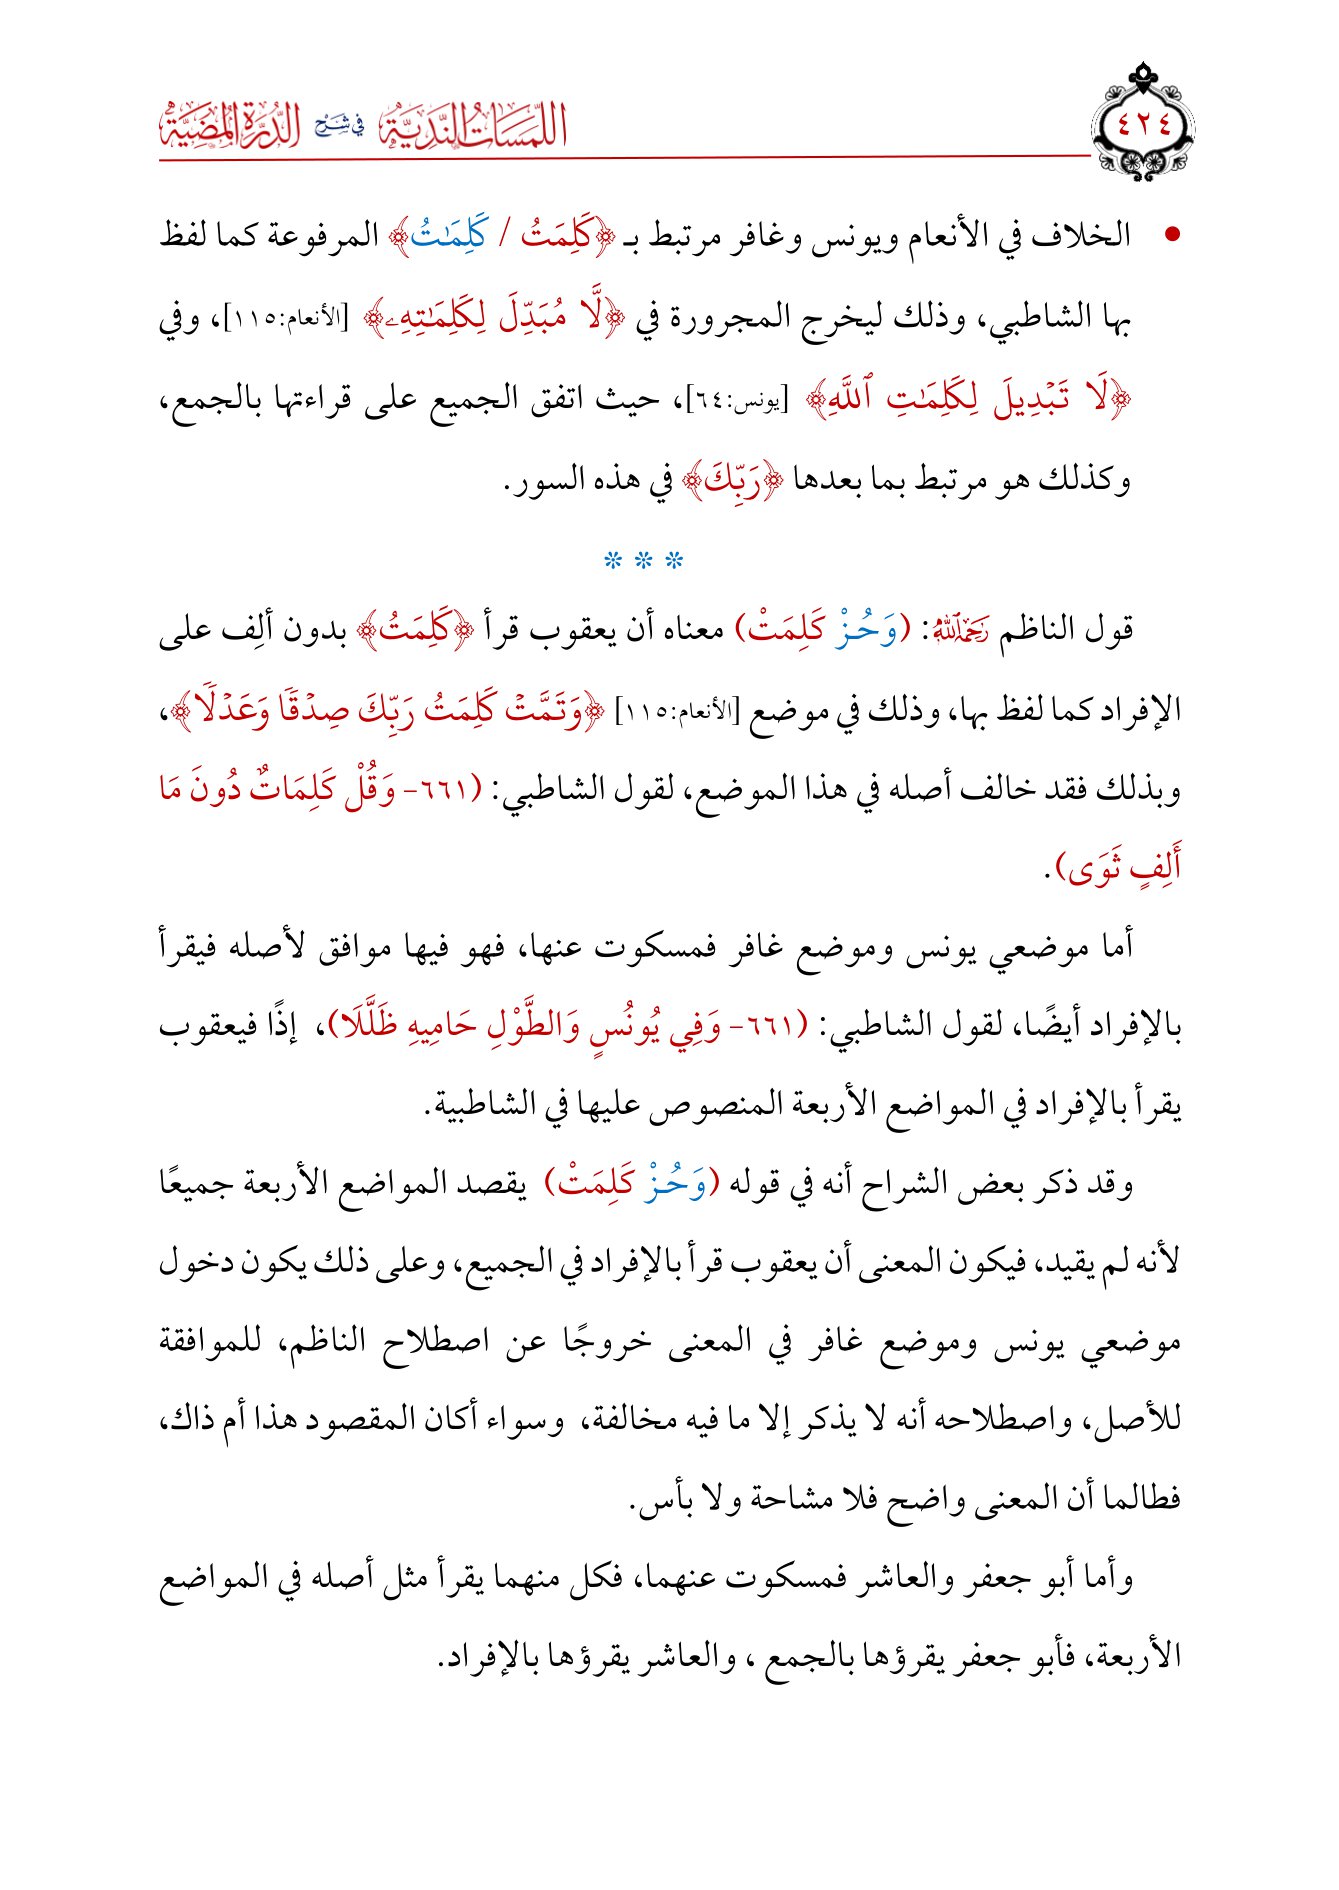 ٤٢٤
اللمسات الندية في شرح الدرة المضية
• الخلاف في الأنعام ويونس وغافر مرتبط بـ ﴿كَلِمَتُ / كَلِمَٰتُ﴾ المرفوعة كما لفظ
بها الشاطبي، وذلك ليخرج المجرورة في ﴿لَّا مُبَدِّلَ لِكَلِمَٰتِهِۦ﴾ [الأنعام:١١٥]، وفي
﴿لَا تَبْدِيلَ لِكَلِمَٰتِ ٱللَّهِ﴾ [يونس:٦٤]، حيث اتفق الجميع على قراءتها بالجمع،
وكذلك هو مرتبط بما بعدها ﴿رَبِّكَ﴾ في هذه السور.
* * *
قول الناظم رَحِمَهُ ٱللَّهُ: (وَحُـزْ كَلِمَتْ) معناه أن يعقوب قرأ ﴿كَلِمَتُ﴾ بدون ألِف على
الإفراد كما لفظ بها، وذلك في موضع [الأنعام:١١٥] ﴿وَتَمَّتْ كَلِمَتُ رَبِّكَ صِدْقًا وَعَدْلًا﴾،
وبذلك فقد خالف أصله في هذا الموضع، لقول الشاطبي: (٦٦١- وَقُلْ كَلِمَاتٌ دُونَ مَا
أَلِفٍ ثَوَى).
أما موضعي يونس وموضع غافر فمسكوت عنها، فهو فيها موافق لأصله فيقرأ
بالإفراد أيضًا، لقول الشاطبي: (٦٦١- وَفِي يُونُسٍ وَالطَّوْلِ حَامِيهِ ظَلَّلَا)، إذًا فيعقوب
يقرأ بالإفراد في المواضع الأربعة المنصوص عليها في الشاطبية.
وقد ذكر بعض الشراح أنه في قوله (وَحُـزْ كَلِمَتْ) يقصد المواضع الأربعة جميعًا
لأنه لم يقيد، فيكون المعنى أن يعقوب قرأ بالإفراد في الجميع، وعلى ذلك يكون دخول
موضعي يونس وموضع غافر في المعنى خروجًا عن اصطلاح الناظم، للموافقة
للأصل، واصطلاحه أنه لا يذكر إلا ما فيه مخالفة، وسواء أكان المقصود هذا أم ذاك،
فطالما أن المعنى واضح فلا مشاحة ولا بأس.
وأما أبو جعفر والعاشر فمسكوت عنهما، فكل منهما يقرأ مثل أصله في المواضع
الأربعة، فأبو جعفر يقرؤها بالجمع ، والعاشر يقرؤها بالإفراد.